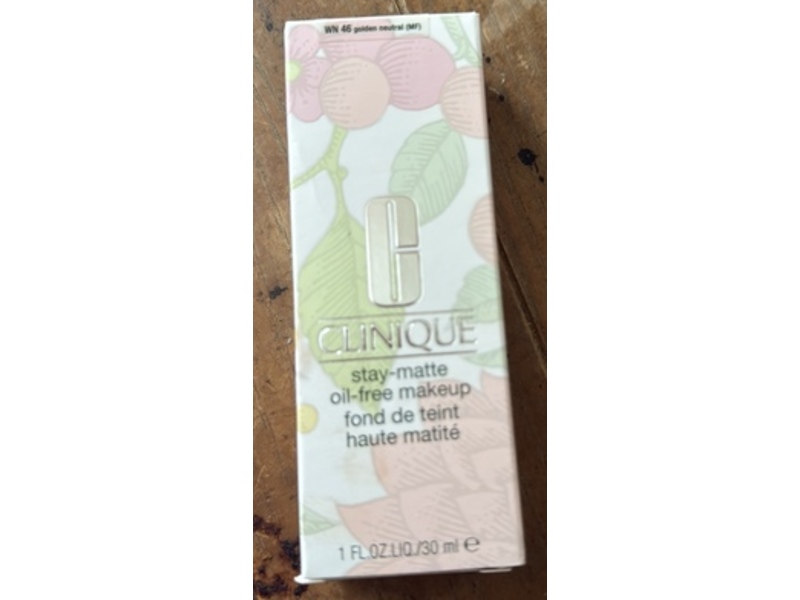 WN 46 golden neutral (MF)
CLINIQUE
stay-matte
oil-free makeup
fond de teint
haute matité
1 FL.OZ.LIQ./30 ml ℮